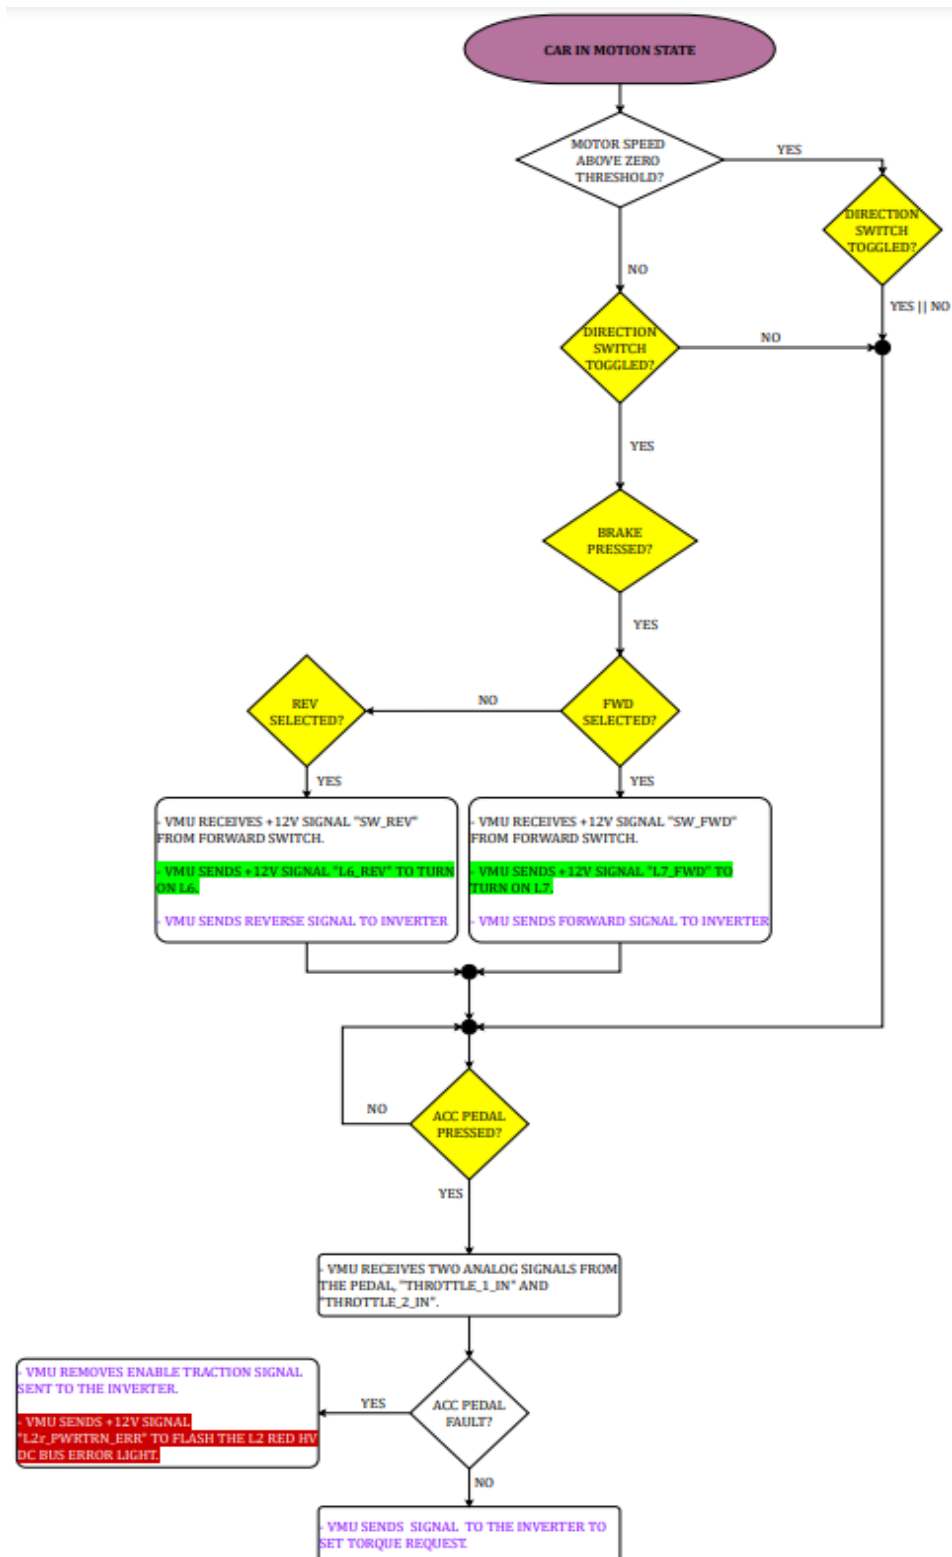 CAR IN MOTION STATE
MOTOR SPEED
ABOVE ZERO
THRESHOLD?
YES
DIRECTION
SWITCH
TOGGLED?
NO
YES || NO
DIRECTION
SWITCH
TOGGLED?
NO
YES
BRAKE
PRESSED?
YES
REV
SELECTED?
NO
FWD
SELECTED?
YES
YES
- VMU RECEIVES +12V SIGNAL "SW_REV"
FROM FORWARD SWITCH.
- VMU SENDS +12V SIGNAL "L6_REV" TO TURN
ON L6.
- VMU SENDS REVERSE SIGNAL TO INVERTER
- VMU RECEIVES +12V SIGNAL "SW_FWD"
FROM FORWARD SWITCH.
- VMU SENDS +12V SIGNAL "L7_FWD" TO
TURN ON L7.
- VMU SENDS FORWARD SIGNAL TO INVERTER
NO
ACC PEDAL
PRESSED?
YES
- VMU RECEIVES TWO ANALOG SIGNALS FROM
THE PEDAL, "THROTTLE_1_IN" AND
"THROTTLE_2_IN".
- VMU REMOVES ENABLE TRACTION SIGNAL
SENT TO THE INVERTER.
- VMU SENDS +12V SIGNAL
"L2r_PWRTRN_ERR" TO FLASH THE L2 RED HV
DC BUS ERROR LIGHT.
YES
ACC PEDAL
FAULT?
NO
- VMU SENDS SIGNAL TO THE INVERTER TO
SET TORQUE REQUEST.